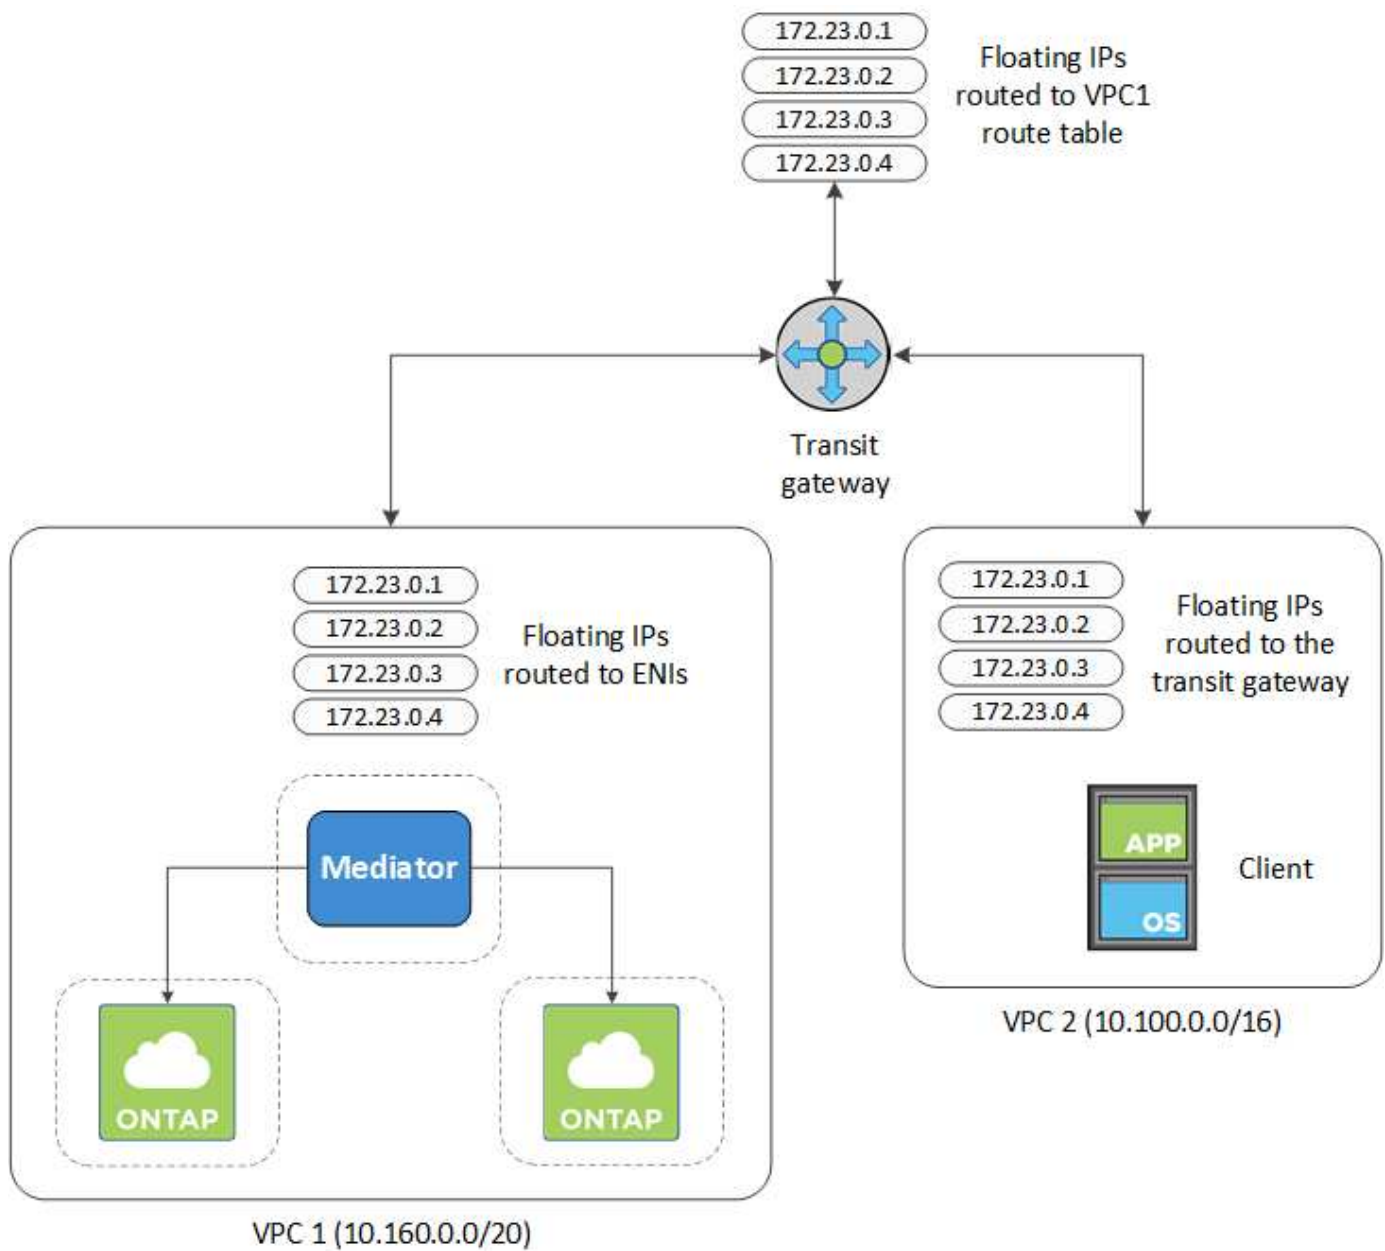 172.23.0.1
172.23.0.2
172.23.0.3
172.23.0.4
Floating IPs
routed to VPC1
route table
Transit
gateway
172.23.0.1
172.23.0.2
172.23.0.3
172.23.0.4
Floating IPs
routed to ENIs
Mediator
ONTAP
ONTAP
VPC 1 (10.160.0.0/20)
172.23.0.1
172.23.0.2
172.23.0.3
172.23.0.4
Floating IPs
routed to the
transit gateway
APP
OS
Client
VPC 2 (10.100.0.0/16)